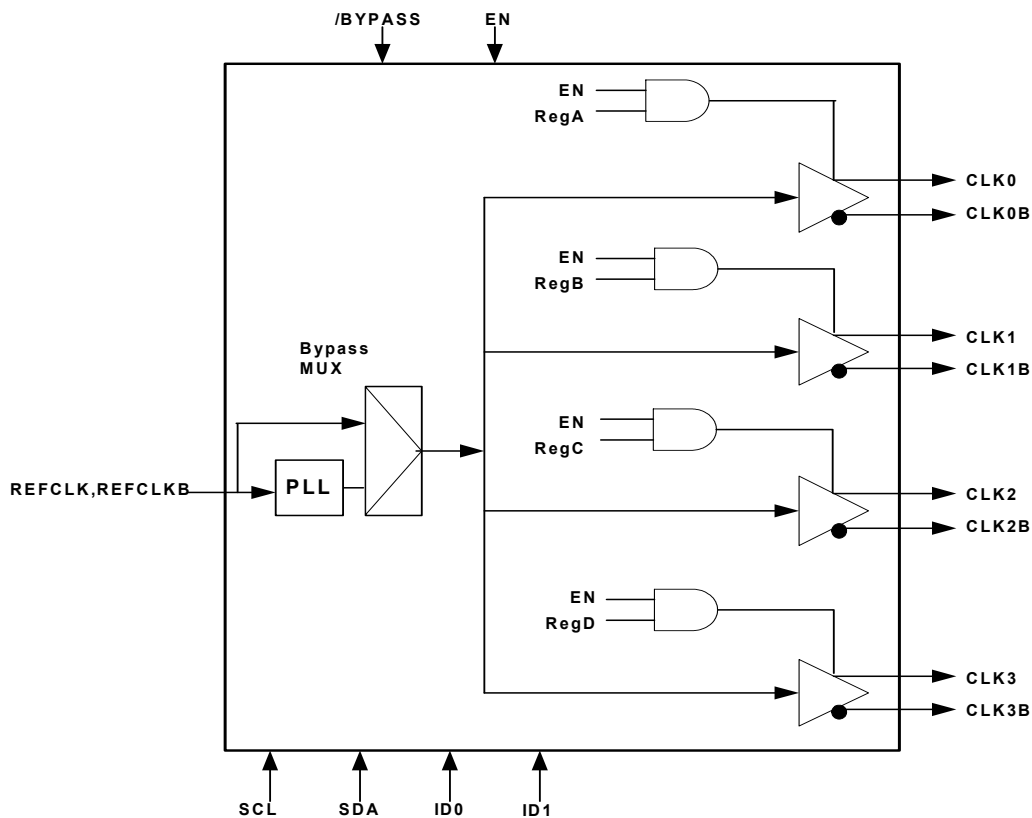 /BYPASS
EN
EN
RegA
CLK0
CLK0B
EN
RegB
CLK1
CLK1B
Bypass
MUX
EN
RegC
REFCLK,REFCLKB
PLL
CLK2
CLK2B
EN
RegD
CLK3
CLK3B
SCL
SDA
ID0
ID1